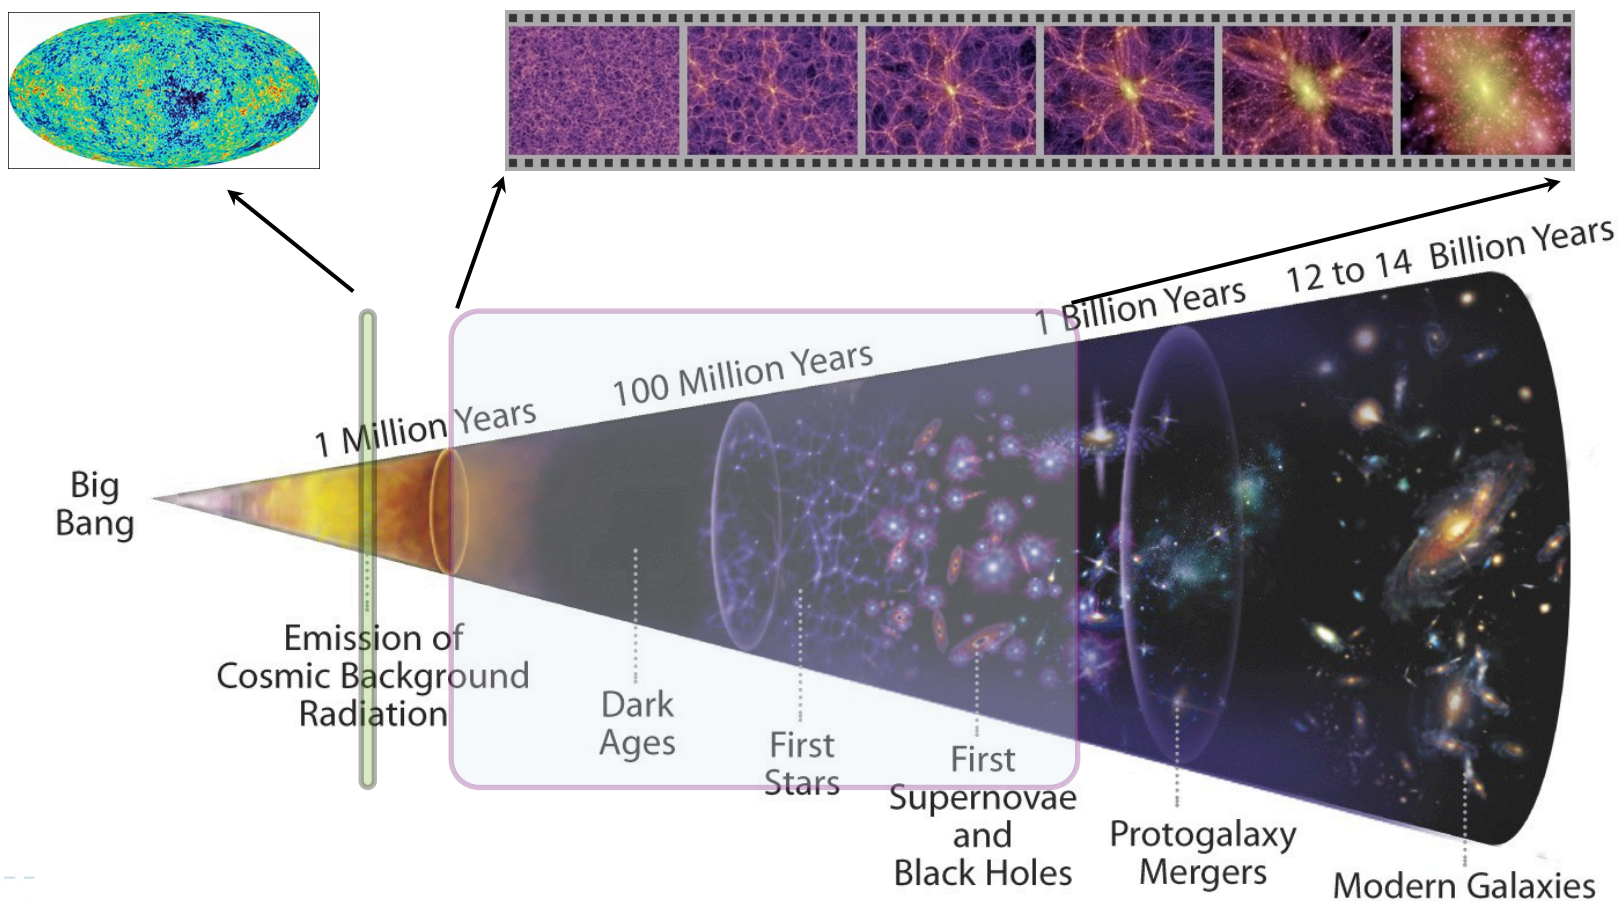 12 to 14 Billion Years
1 Billion Years
100 Million Years
1 Million Years
Big
Bang
Emission of
Cosmic Background
Radiation
Dark
Ages
First
Stars
First
Supernovae
and
Black Holes
Protogalaxy
Mergers
Modern Galaxies